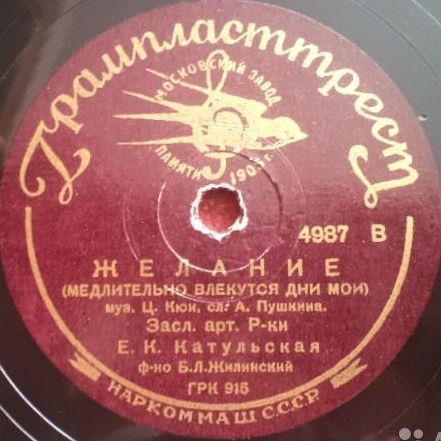 Грампласттрест
МОСКОВСКИЙ ЗАВОД
ПАМЯТИ 1905 г.
4987 В
ЖЕЛАНИЕ
(МЕДЛИТЕЛЬНО ВЛЕКУТСЯ ДНИ МОИ)
муз. Ц. Кюи, сл. А. Пушкина.
Засл. арт. Р-ки
Е. К. Катульская
ф-но Б.Л.Жилинский
ГРК 915
НАРКОММАШ СССР